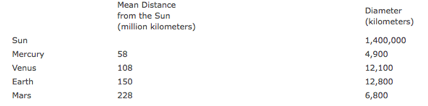 Mean Distance
from the Sun
(million kilometers)
Diameter
(kilometers)
Sun 1,400,000
Mercury 58 4,900
Venus 108 12,100
Earth 150 12,800
Mars 228 6,800